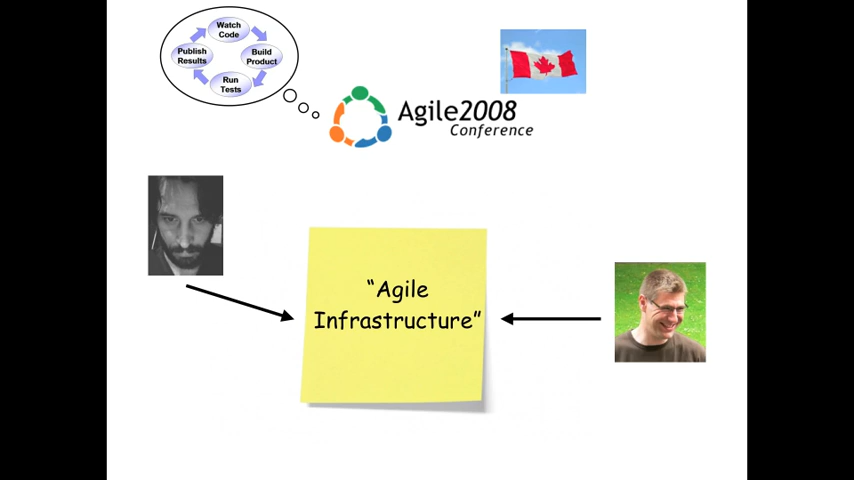 Watch
Code
Publish
Results
Build
Product
Run
Tests
Agile2008
Conference
“Agile
Infrastructure”